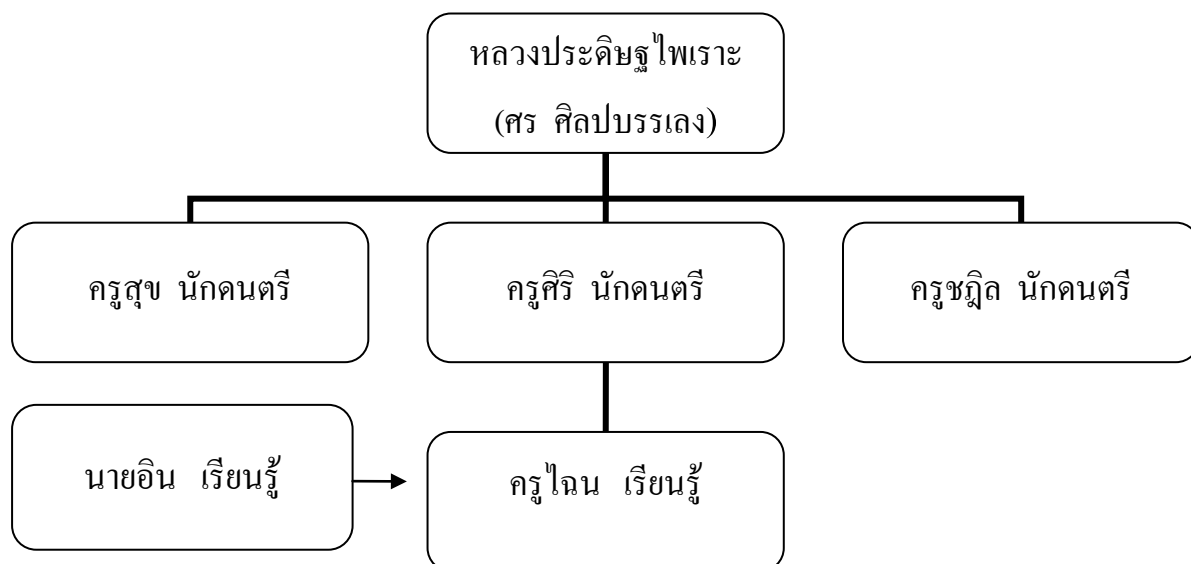 หลวงประดิษฐไพเราะ
(ศร ศิลปบรรเลง)
ครูสุข นักดนตรี
ครูศิริ นักดนตรี
ครูชฎิล นักดนตรี
นายอิน เรียนรู้
ครูไฉน เรียนรู้